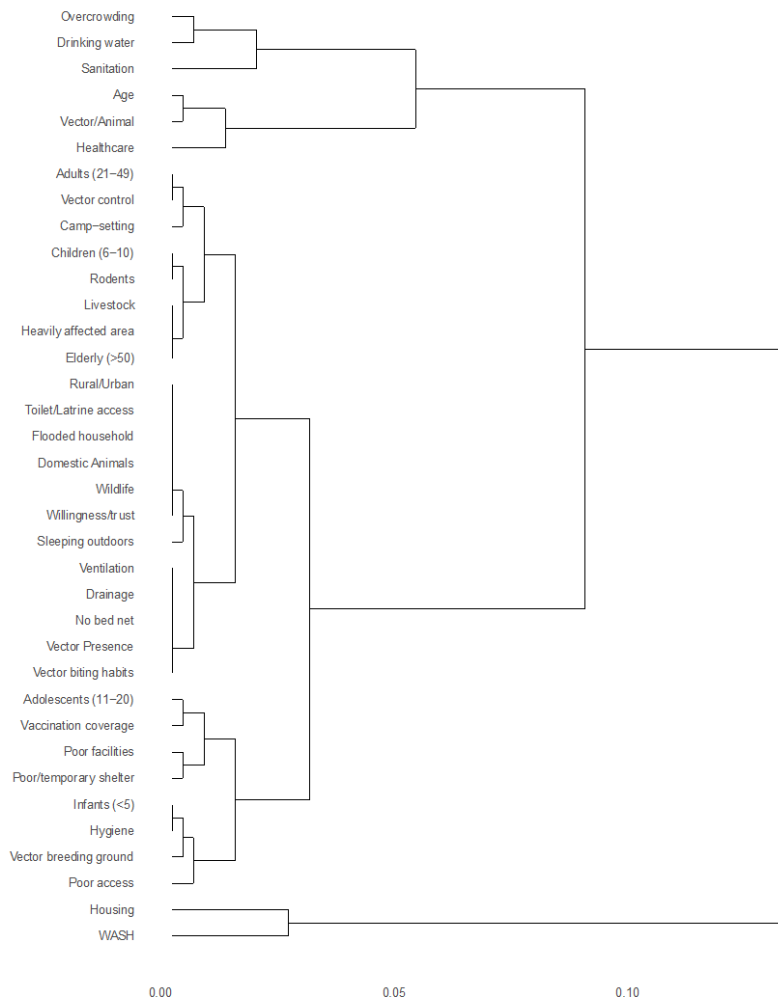 Overcrowding
Drinking water
Sanitation
Age
Vector/Animal
Healthcare
Adults (21−49)
Vector control
Camp−setting
Children (6−10)
Rodents
Livestock
Heavily affected area
Elderly (>50)
Rural/Urban
Toilet/Latrine access
Flooded household
Domestic Animals
Wildlife
Willingness/trust
Sleeping outdoors
Ventilation
Drainage
No bed net
Vector Presence
Vector biting habits
Adolescents (11−20)
Vaccination coverage
Poor facilities
Poor/temporary shelter
Infants (<5)
Hygiene
Vector breeding ground
Poor access
Housing
WASH
0.00 0.05 0.10